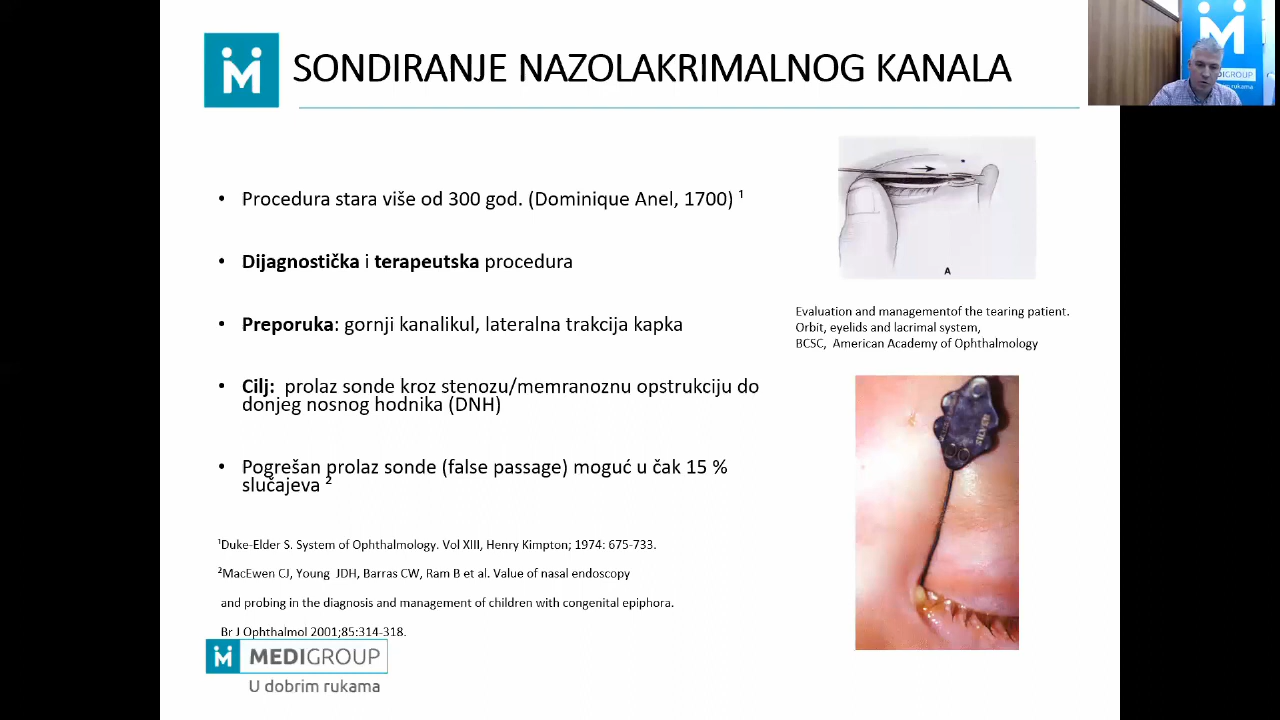 SONDIRANJE NAZOLAKRIMALNOG KANALA
MEDIGROUP
• Procedura stara više od 300 god. (Dominique Anel, 1700) ¹
• Dijagnostička i terapeutska procedura
• Preporuka: gornji kanalikul, lateralna trakcija kapka
• Cilj: prolaz sonde kroz stenozu/memranoznu opstrukciju do
donjeg nosnog hodnika (DNH)
• Pogrešan prolaz sonde (false passage) moguć u čak 15 %
slučajeva ²
A
Evaluation and managementof the tearing patient.
Orbit, eyelids and lacrimal system,
BCSC, American Academy of Ophthalmology
SILVER
¹Duke-Elder S. System of Ophthalmology. Vol XIII, Henry Kimpton; 1974: 675-733.
²MacEwen CJ, Young JDH, Barras CW, Ram B et al. Value of nasal endoscopy
and probing in the diagnosis and management of children with congenital epiphora.
Br J Ophthalmol 2001;85:314-318.
MEDIGROUP
U dobrim rukama